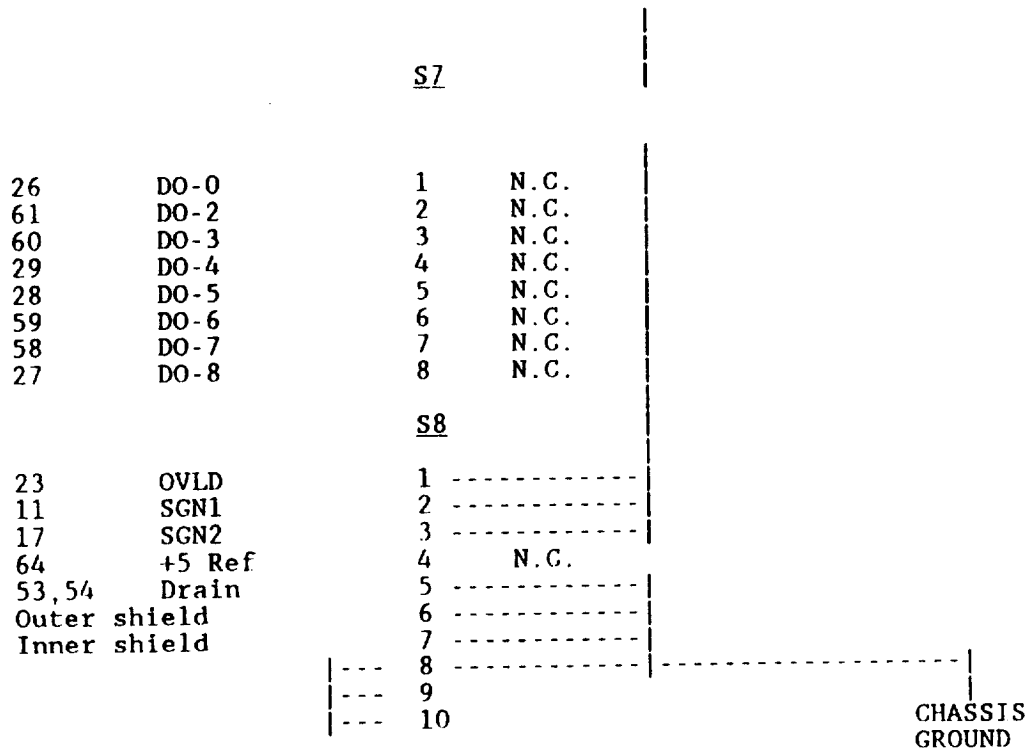 S7
26 DO-0 1 N.C.
61 DO-2 2 N.C.
60 DO-3 3 N.C.
29 DO-4 4 N.C.
28 DO-5 5 N.C.
59 DO-6 6 N.C.
58 DO-7 7 N.C.
27 DO-8 8 N.C.
S8
23 OVLD 1
11 SGN1 2
17 SGN2 3
64 +5 Ref 4 N.C.
53,54 Drain 5
Outer shield 6
Inner shield 7
8
9
10
CHASSIS
GROUND